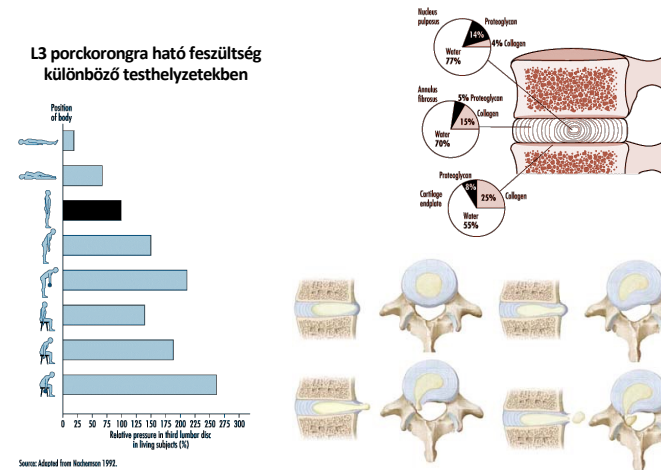 L3 porckorongra ható feszültség
különböző testhelyzetekben
Position
of body
0 25 50 75 100 125 150 175 200 225 250 275 300
Relative pressure in third lumbar disc
in living subjects (%)
Source: Adapted from Nachemson 1992.
Nucleus
pulposus
Proteoglycan
14%
4% Collagen
Water
77%
Annulus
fibrosus
5% Proteoglycan
Collagen
15%
Water
70%
Proteoglycan
8%
Cartilage
endplate
25%
Collagen
Water
55%